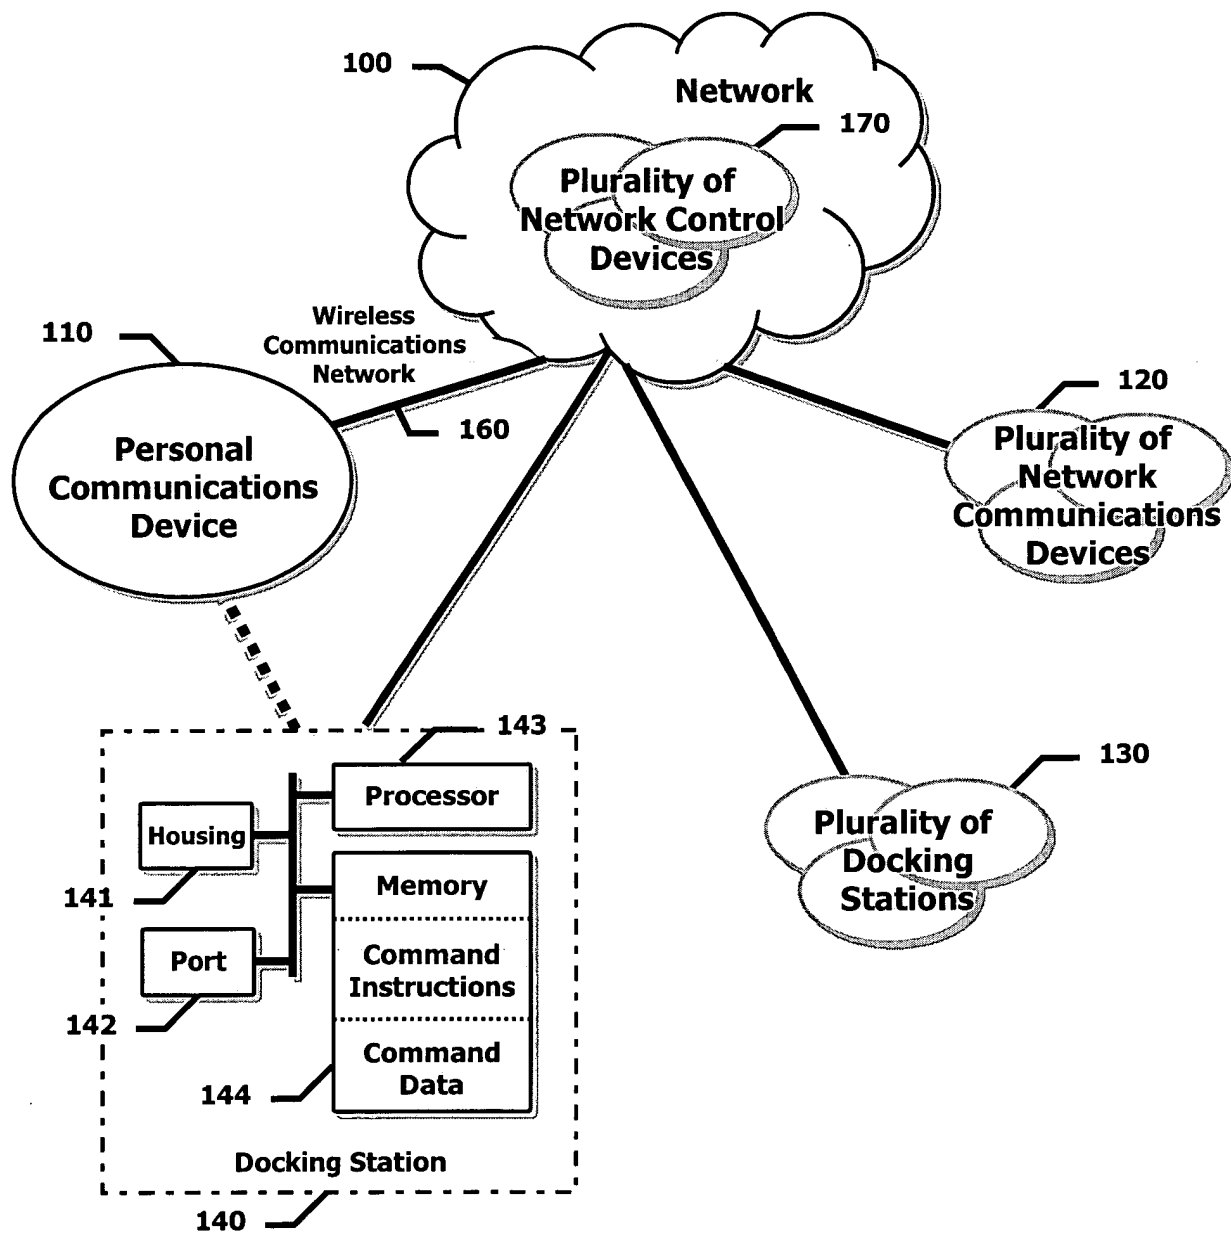 100
Network
170
Plurality of
Network Control
Devices
110
Wireless
Communications
Network
160
120
Personal
Communications
Device
Plurality of
Network
Communications
Devices
143
130
Processor
Housing
141
Plurality of
Docking
Stations
Memory
Port
142
Command
Instructions
Command
Data
144
Docking Station
140